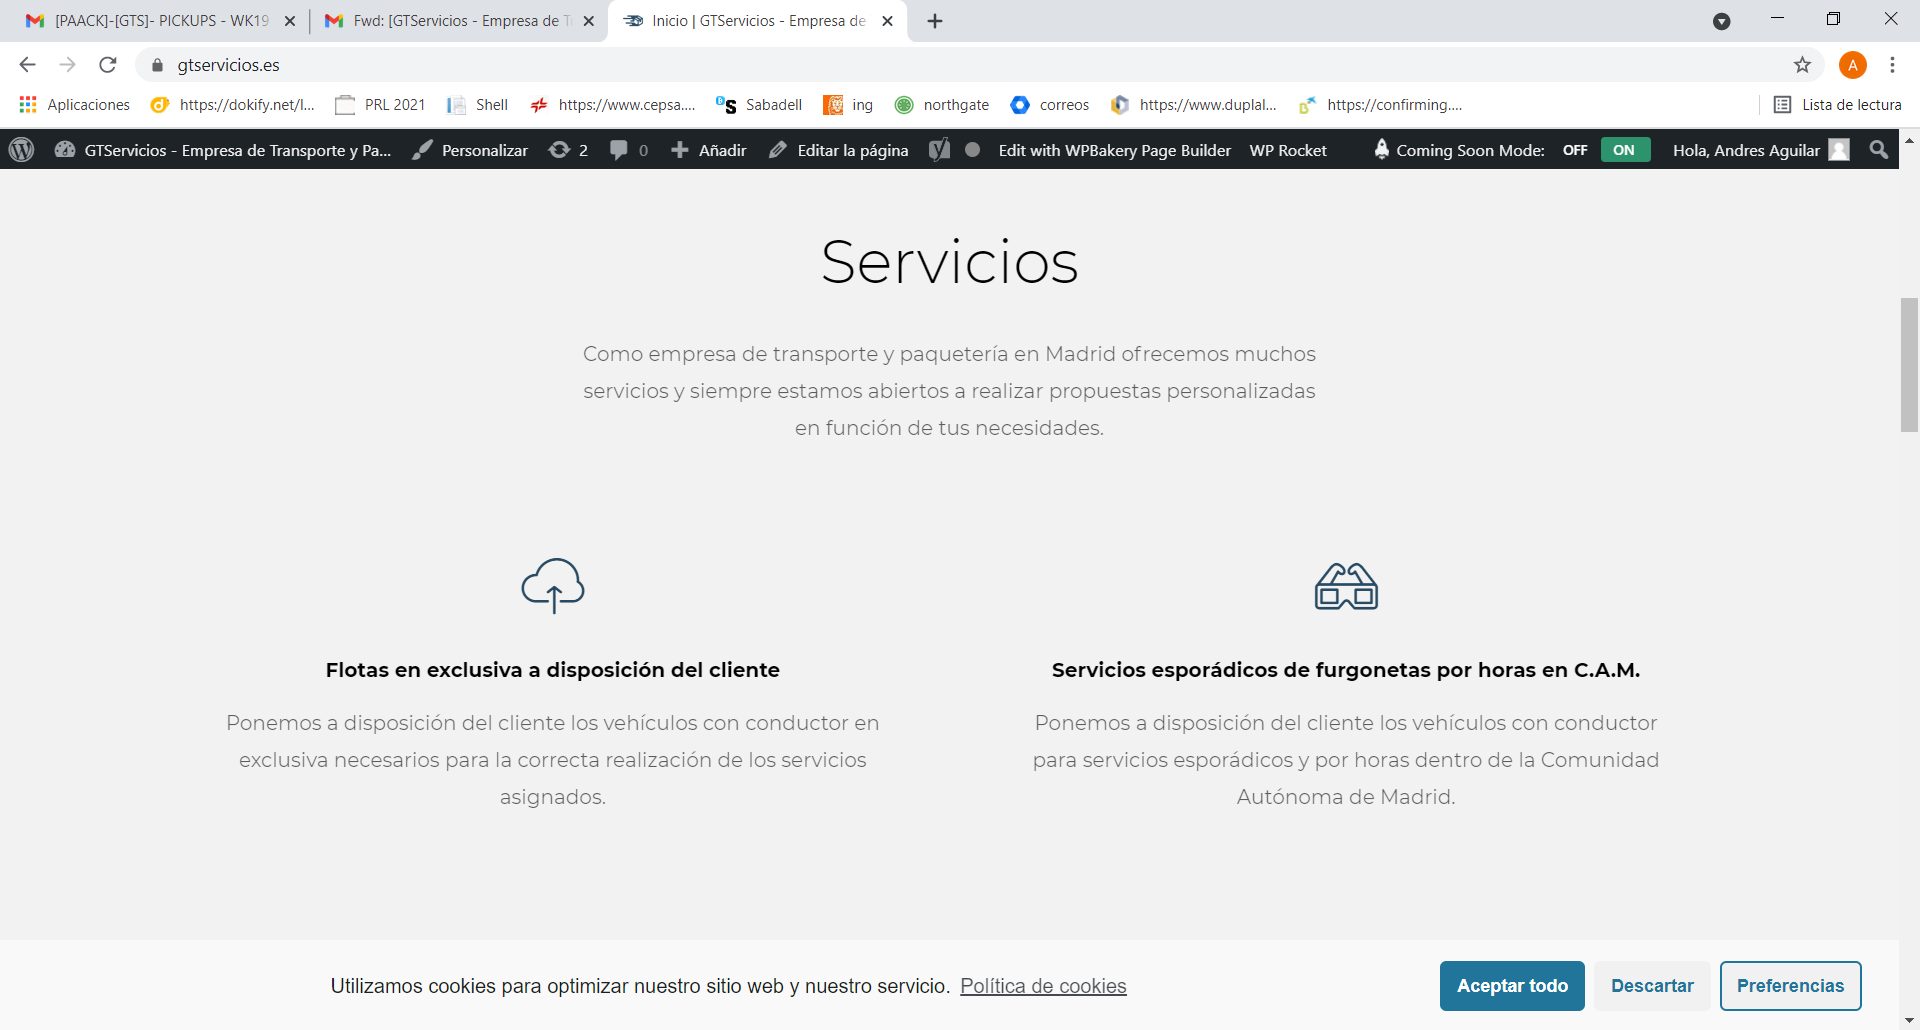 [PAACK]-[GTS]- PICKUPS - WK19
Fwd: [GTServicios - Empresa de T
Inicio | GTServicios - Empresa de
gtservicios.es
A
Aplicaciones
https://dokify.net/l...
PRL 2021
Shell
https://www.cepsa....
Sabadell
ing
northgate
correos
https://www.duplal...
https://confirming....
Lista de lectura
GTServicios - Empresa de Transporte y Pa...
Personalizar
2
0
Añadir
Editar la página
Edit with WPBakery Page Builder
WP Rocket
Coming Soon Mode:
OFF
ON
Hola, Andres Aguilar
Servicios
Como empresa de transporte y paquetería en Madrid ofrecemos muchos
servicios y siempre estamos abiertos a realizar propuestas personalizadas
en función de tus necesidades.
Flotas en exclusiva a disposición del cliente
Ponemos a disposición del cliente los vehículos con conductor en
exclusiva necesarios para la correcta realización de los servicios
asignados.
Servicios esporádicos de furgonetas por horas en C.A.M.
Ponemos a disposición del cliente los vehículos con conductor
para servicios esporádicos y por horas dentro de la Comunidad
Autónoma de Madrid.
Utilizamos cookies para optimizar nuestro sitio web y nuestro servicio. Política de cookies
Aceptar todo
Descartar
Preferencias